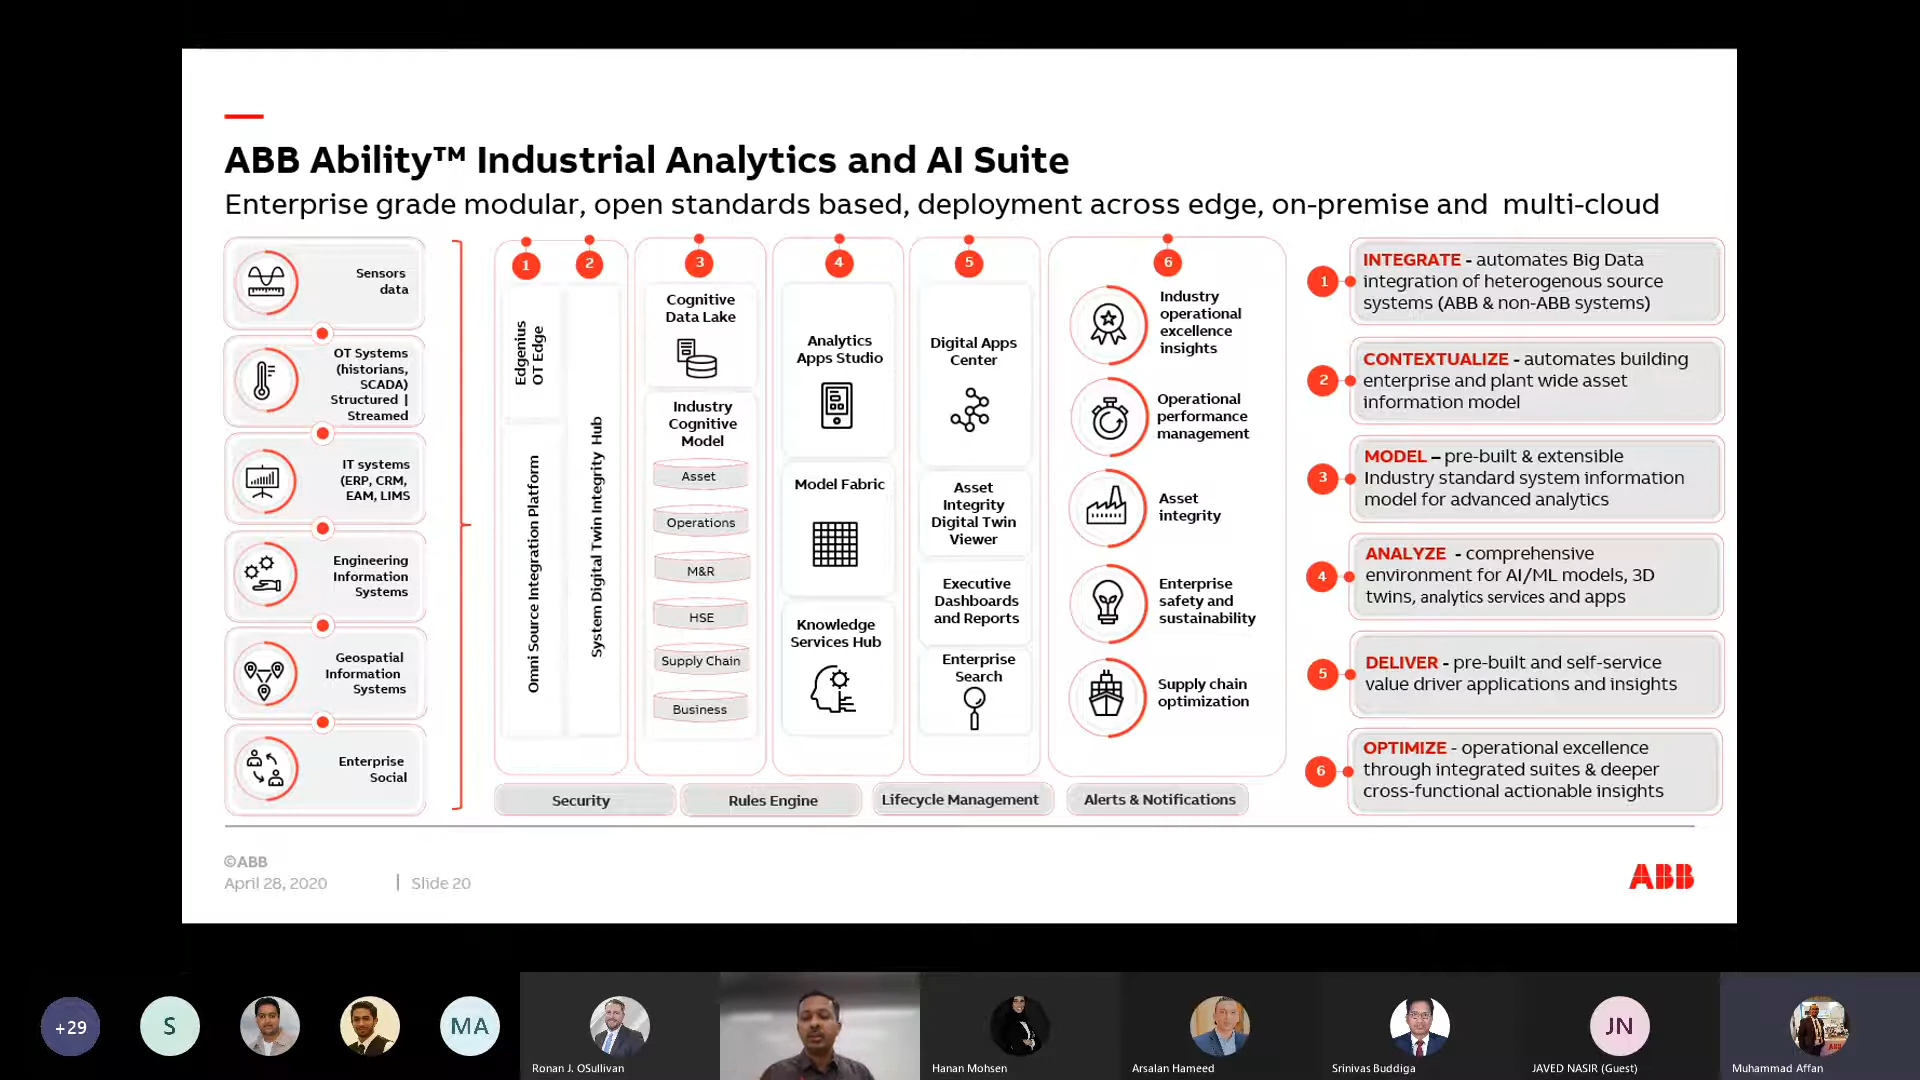 ABB Ability™ Industrial Analytics and AI Suite
Enterprise grade modular, open standards based, deployment across edge, on-premise and multi-cloud
Sensors
data
OT Systems
(historians,
SCADA)
Structured |
Streamed
IT systems
(ERP, CRM,
EAM, LIMS
Engineering
Information
Systems
Geospatial
Information
Systems
Enterprise
Social
1
Edgenius
OT Edge
Omni Source Integration Platform
2
System Digital Twin Integrity Hub
3
Cognitive
Data Lake
Industry
Cognitive
Model
Asset
Operations
M&R
HSE
Supply Chain
Business
4
Analytics
Apps Studio
Model Fabric
Knowledge
Services Hub
5
Digital Apps
Center
Asset
Integrity
Digital Twin
Viewer
Executive
Dashboards
and Reports
Enterprise
Search
6
Industry
operational
excellence
insights
Operational
performance
management
Asset
integrity
Enterprise
safety and
sustainability
Supply chain
optimization
Security
Rules Engine
Lifecycle Management
Alerts & Notifications
1
INTEGRATE - automates Big Data
integration of heterogenous source
systems (ABB & non-ABB systems)
2
CONTEXTUALIZE - automates building
enterprise and plant wide asset
information model
3
MODEL – pre-built & extensible
Industry standard system information
model for advanced analytics
4
ANALYZE - comprehensive
environment for AI/ML models, 3D
twins, analytics services and apps
5
DELIVER - pre-built and self-service
value driver applications and insights
6
OPTIMIZE - operational excellence
through integrated suites & deeper
cross-functional actionable insights
©ABB
April 28, 2020 | Slide 20
ABB
+29
S
MA
Ronan J. OSullivan
Hanan Mohsen
Arsalan Hameed
Srinivas Buddiga
JN
JAVED NASIR (Guest)
Muhammad Affan